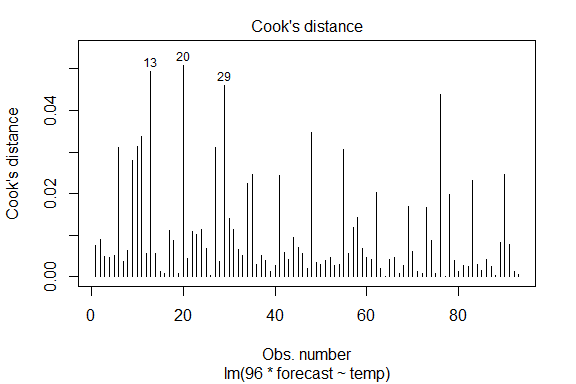 Cook's distance
20
13
29
Cook's distance
0.00
0.02
0.04
0 20 40 60 80
Obs. number
lm(96 * forecast ~ temp)